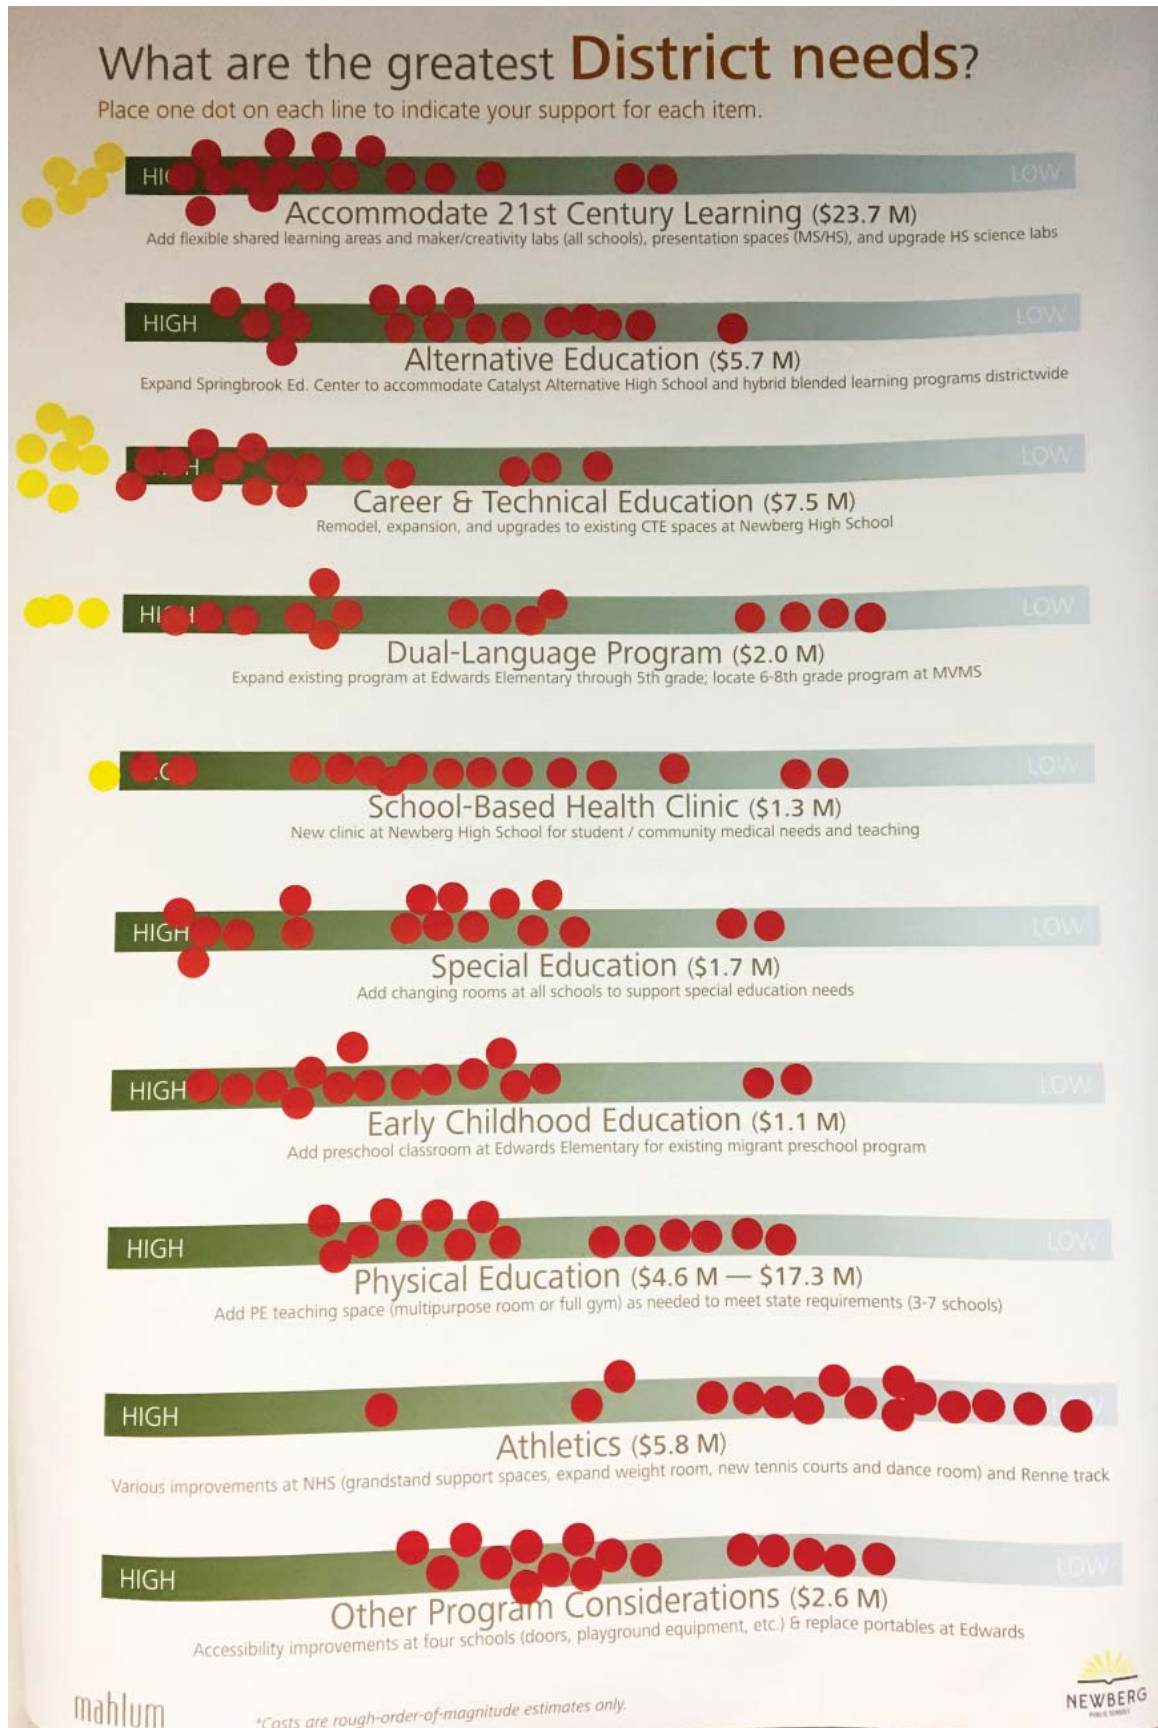 What are the greatest District needs?
Place one dot on each line to indicate your support for each item.
LOW
Accommodate 21st Century Learning ($23.7 M)
Add flexible shared learning areas and maker/creativity labs (all schools), presentation spaces (MS/HS), and upgrade HS science labs
HIGH LOW
Alternative Education ($5.7 M)
Expand Springbrook Ed. Center to accommodate Catalyst Alternative High School and hybrid blended learning programs districtwide
LOW
Career & Technical Education ($7.5 M)
Remodel, expansion, and upgrades to existing CTE spaces at Newberg High School
LOW
Dual-Language Program ($2.0 M)
Expand existing program at Edwards Elementary through 5th grade; locate 6-8th grade program at MVMS
LOW
School-Based Health Clinic ($1.3 M)
New clinic at Newberg High School for student / community medical needs and teaching
HIGH LOW
Special Education ($1.7 M)
Add changing rooms at all schools to support special education needs
HIGH LOW
Early Childhood Education ($1.1 M)
Add preschool classroom at Edwards Elementary for existing migrant preschool program
HIGH LOW
Physical Education ($4.6 M — $17.3 M)
Add PE teaching space (multipurpose room or full gym) as needed to meet state requirements (3-7 schools)
HIGH
Athletics ($5.8 M)
Various improvements at NHS (grandstand support spaces, expand weight room, new tennis courts and dance room) and Renne track
HIGH LOW
Other Program Considerations ($2.6 M)
Accessibility improvements at four schools (doors, playground equipment, etc.) & replace portables at Edwards
mahlum
*Costs are rough-order-of-magnitude estimates only.
NEWBERG
PUBLIC SCHOOLS